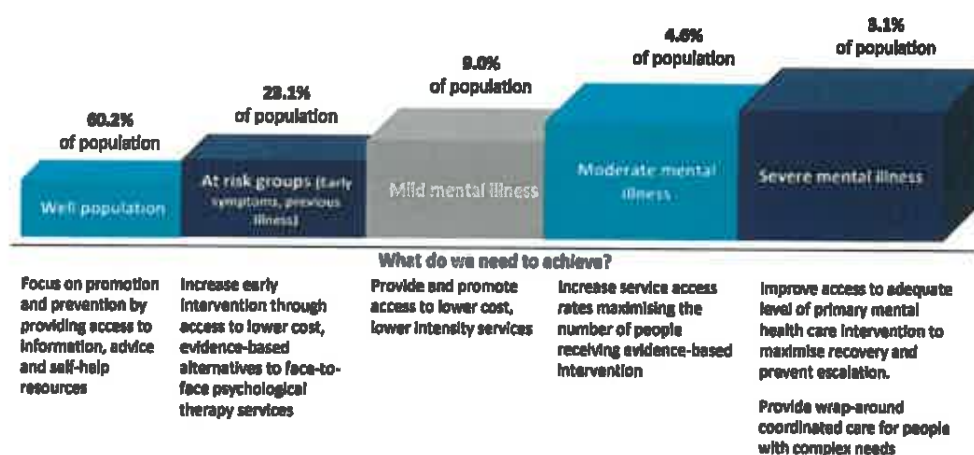 60.2%
of population
23.1%
of population
9.0%
of population
4.6%
of population
3.1%
of population
Well population
At risk groups (Early
symptoms, previous
illness)
Mild mental illness
Moderate mental
illness
Severe mental illness
What do we need to achieve?
Focus on promotion
and prevention by
providing access to
information, advice
and self-help
resources
Increase early
intervention through
access to lower cost,
evidence-based
alternatives to face-to-
face psychological
therapy services
Provide and promote
access to lower cost,
lower intensity services
Increase service access
rates maximising the
number of people
receiving evidence-based
intervention
Improve access to adequate
level of primary mental
health care intervention to
maximise recovery and
prevent escalation.
Provide wrap-around
coordinated care for people
with complex needs